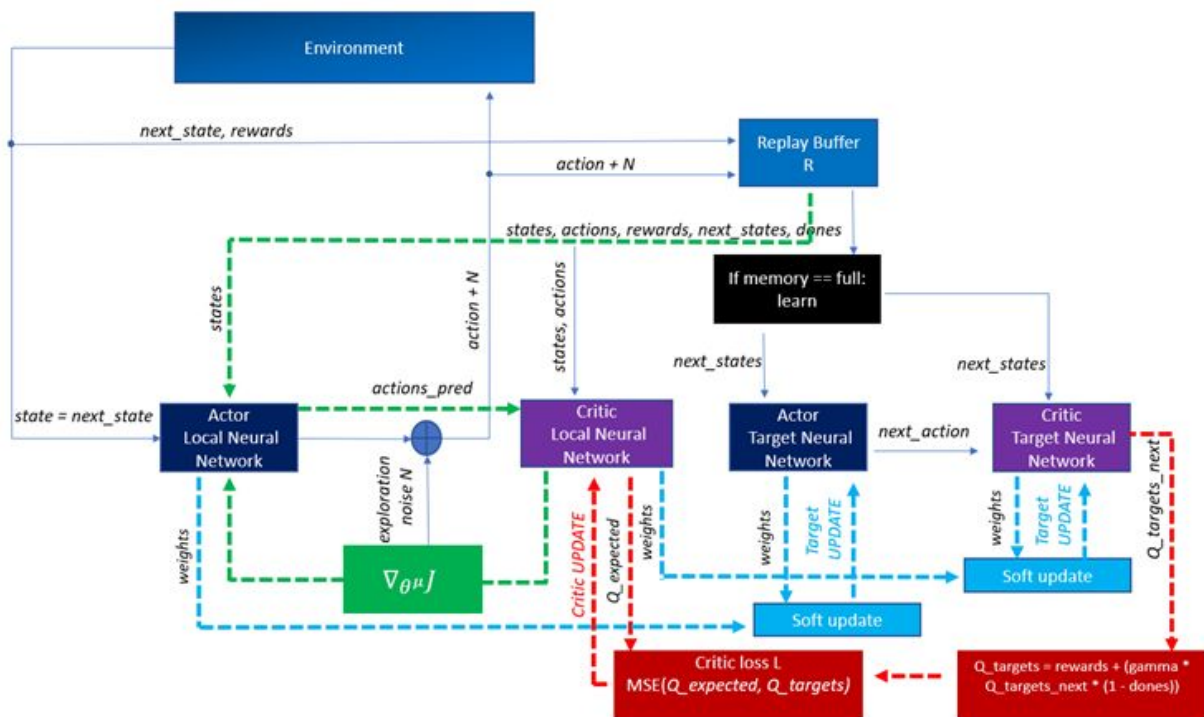 Environment
next_state, rewards
Replay Buffer
R
action + N
states, actions, rewards, next_states, dones
If memory == full:
learn
states
action + N
states, actions
next_states
next_states
actions_pred
state = next_state
Actor
Local Neural
Network
Critic
Local Neural
Network
Actor
Target Neural
Network
next_action
Critic
Target Neural
Network
exploration
noise N
weights
∇θμJ
Critic UPDATE
Q_expected
weights
weights
Target
UPDATE
weights
Target
UPDATE
Q_targets_next
Soft update
Soft update
Critic loss L
MSE(Q_expected, Q_targets)
Q_targets = rewards + (gamma *
Q_targets_next * (1 - dones))